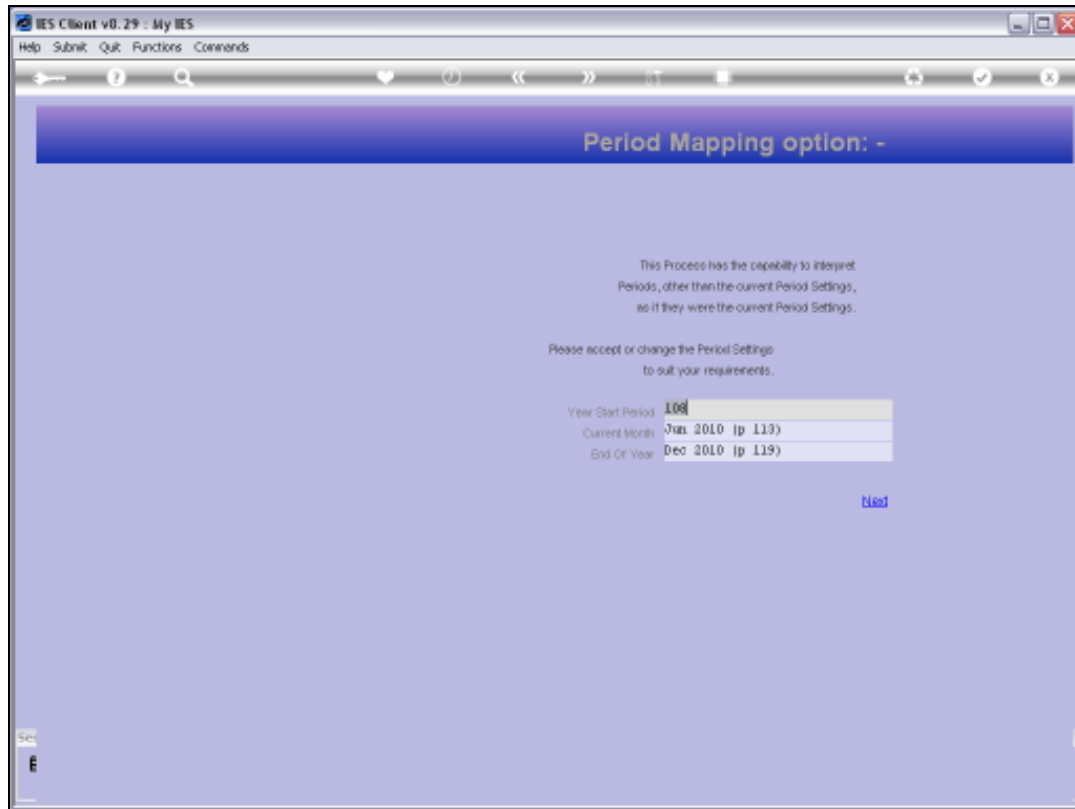 IES Client v8.29 : My IES
Help Submit Quit Functions Commands
Period Mapping option: -
This Process has the capability to interpret
Periods, other than the current Period Settings,
as if they were the current Period Settings.
Please accept or change the Period Settings
to suit your requirements.
Year Start Period 108
Current Month Jun 2010 (p 113)
End Of Year Dec 2010 (p 119)
Next
Se